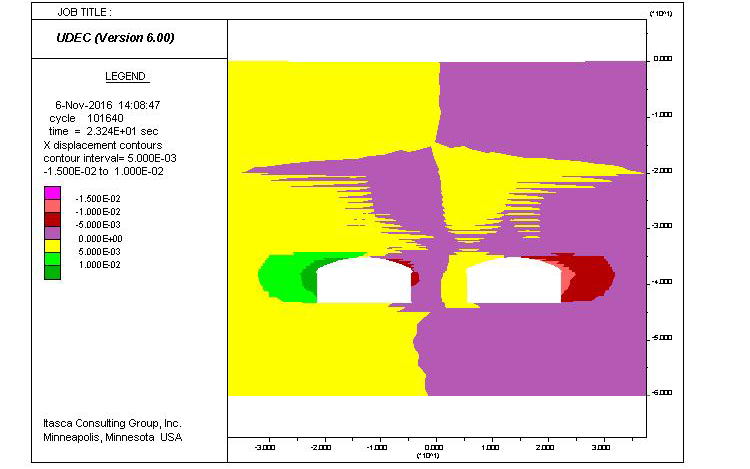 JOB TITLE :
(*10^1)
UDEC (Version 6.00)
LEGEND
6-Nov-2016 14:08:47
cycle 101640
time = 2.324E+01 sec
X displacement contours
contour interval= 5.000E-03
-1.500E-02 to 1.000E-02
-1.500E-02
-1.000E-02
-5.000E-03
0.000E+00
5.000E-03
1.000E-02
0.000
-1.000
-2.000
-3.000
-4.000
-5.000
-6.000
Itasca Consulting Group, Inc.
Minneapolis, Minnesota USA
-3.000 -2.000 -1.000 0.000 1.000 2.000 3.000
(*10^1)